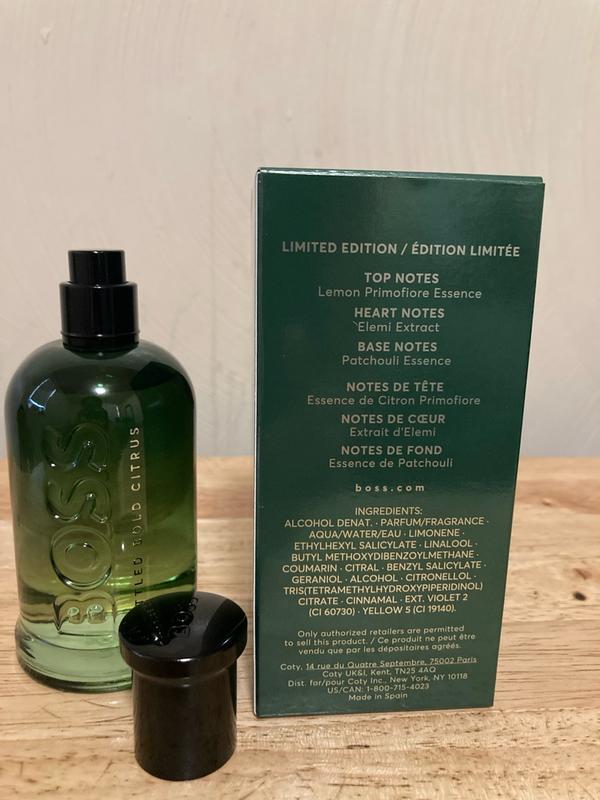 BOSS
TTLED BOLD CITRUS
BOSS
LIMITED EDITION / ÉDITION LIMITÉE
TOP NOTES
Lemon Primofiore Essence
HEART NOTES
Elemi Extract
BASE NOTES
Patchouli Essence
NOTES DE TÊTE
Essence de Citron Primofiore
NOTES DE CŒUR
Extrait d'Elemi
NOTES DE FOND
Essence de Patchouli
boss.com
INGREDIENTS:
ALCOHOL DENAT. · PARFUM/FRAGRANCE ·
AQUA/WATER/EAU · LIMONENE ·
ETHYLHEXYL SALICYLATE · LINALOOL ·
BUTYL METHOXYDIBENZOYLMETHANE ·
COUMARIN · CITRAL · BENZYL SALICYLATE ·
GERANIOL · ALCOHOL · CITRONELLOL ·
TRIS(TETRAMETHYLHYDROXYPIPERIDINOL)
CITRATE · CINNAMAL · EXT. VIOLET 2
(CI 60730) · YELLOW 5 (CI 19140).
Only authorized retailers are permitted
to sell this product. / Ce produit ne peut être
vendu que par les dépositaires agréés.
Coty, 14 rue du Quatre Septembre, 75002 Paris
Coty UK&I, Kent, TN25 4AQ
Dist. for/pour Coty Inc., New York, NY 10118
US/CAN: 1-800-715-4023
Made in Spain